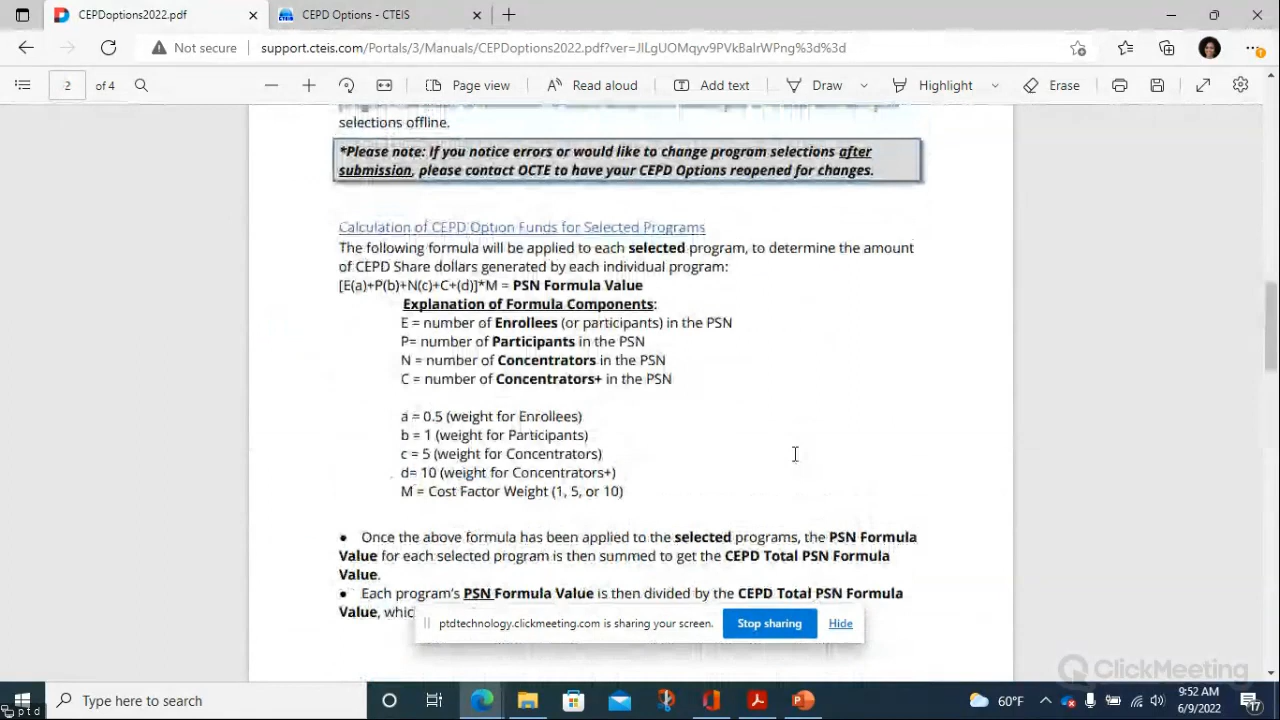 CEPDoptions2022.pdf
CEPD Options - CTEIS
Not secure
support.cteis.com/Portals/3/Manuals/CEPDoptions2022.pdf?ver=JILgUOMqyv9PVkBalrWPng%3d%3d
2 of 4
Page view
Read aloud
Add text
Draw
Highlight
Erase
selections offline.
*Please note: If you notice errors or would like to change program selections after
submission, please contact OCTE to have your CEPD Options reopened for changes.
Calculation of CEPD Option Funds for Selected Programs
The following formula will be applied to each selected program, to determine the amount
of CEPD Share dollars generated by each individual program:
[E(a)+P(b)+N(c)+C+(d)]*M = PSN Formula Value
Explanation of Formula Components:
E = number of Enrollees (or participants) in the PSN
P= number of Participants in the PSN
N = number of Concentrators in the PSN
C = number of Concentrators+ in the PSN
a = 0.5 (weight for Enrollees)
b = 1 (weight for Participants)
c = 5 (weight for Concentrators)
d= 10 (weight for Concentrators+)
M = Cost Factor Weight (1, 5, or 10)
● Once the above formula has been applied to the selected programs, the PSN Formula
Value for each selected program is then summed to get the CEPD Total PSN Formula
Value.
● Each program's PSN Formula Value is then divided by the CEPD Total PSN Formula
Value, whic
ptdtechnology.clickmeeting.com is sharing your screen.
Stop sharing
Hide
ClickMeeting
Type here to search
60°F
9:52 AM
6/9/2022
17
ptd